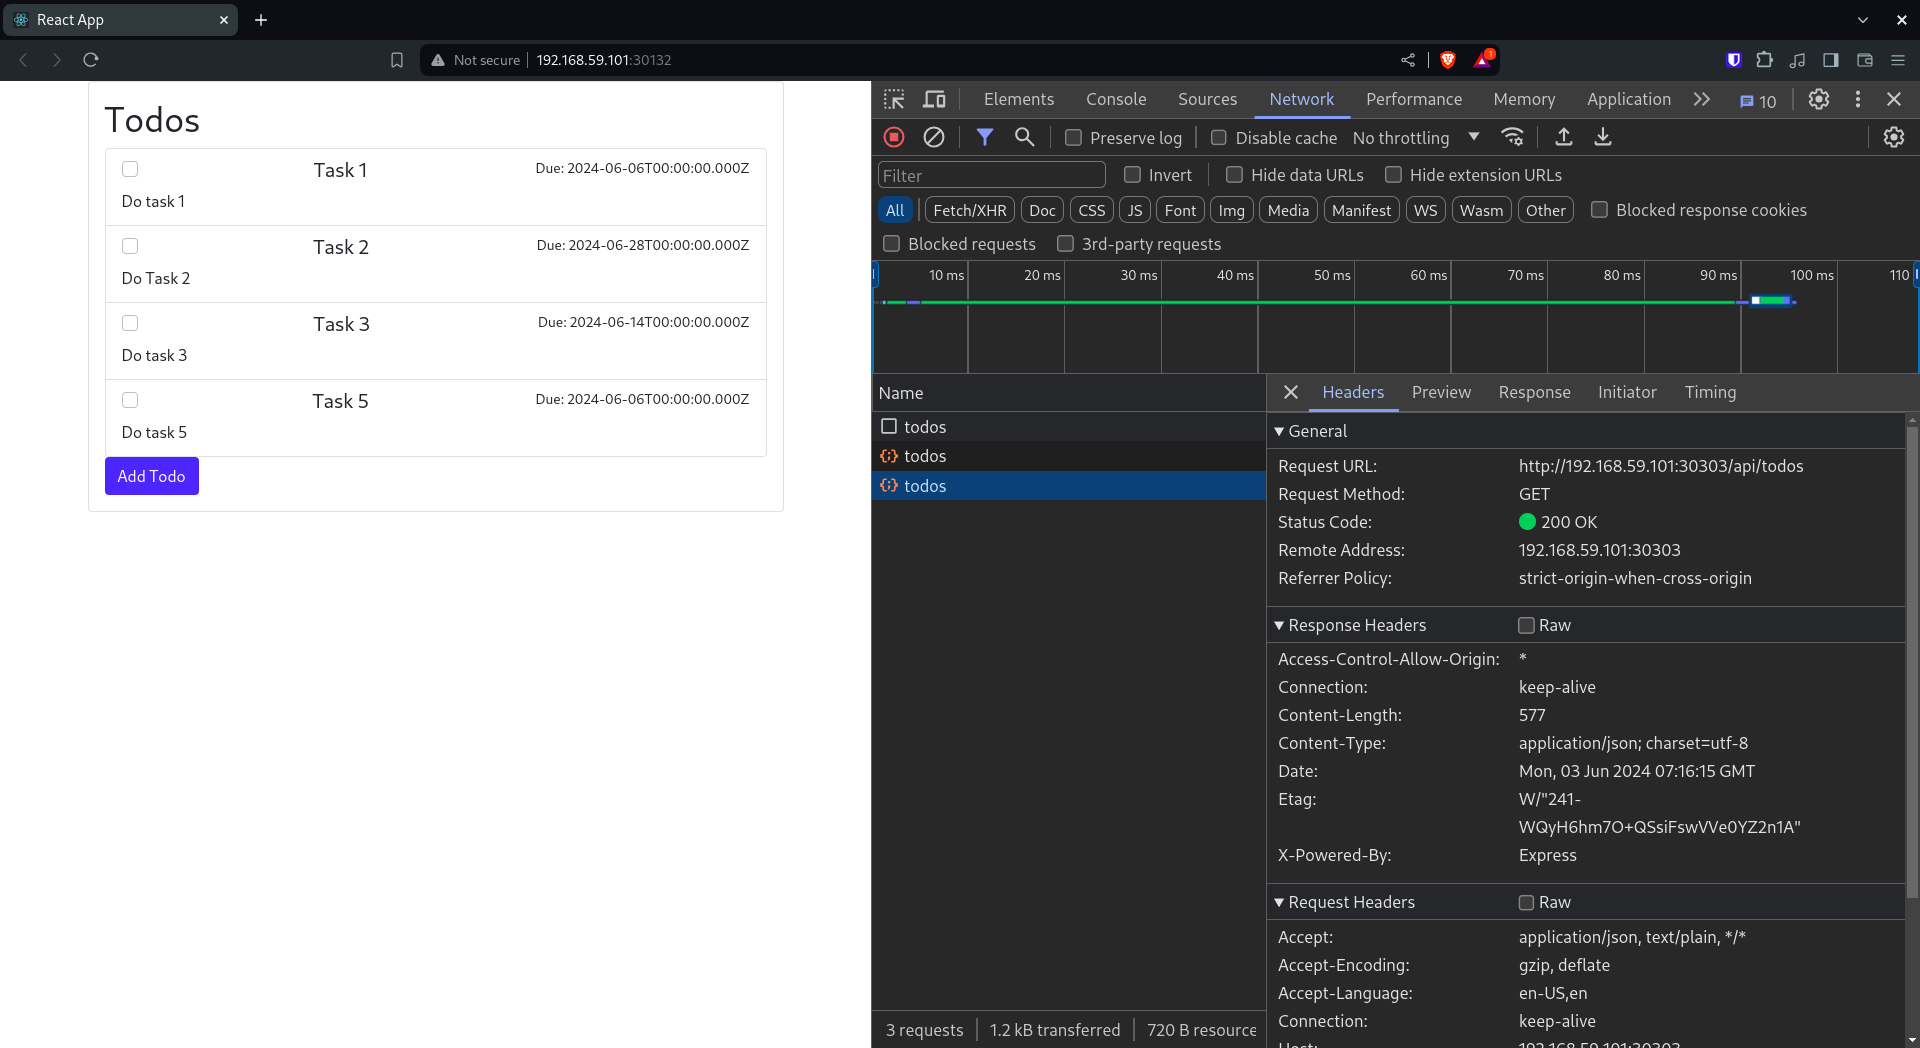 React App
Not secure
192.168.59.101:30132
1
Todos
Task 1
Due: 2024-06-06T00:00:00.000Z
Do task 1
Task 2
Due: 2024-06-28T00:00:00.000Z
Do Task 2
Task 3
Due: 2024-06-14T00:00:00.000Z
Do task 3
Task 5
Due: 2024-06-06T00:00:00.000Z
Do task 5
Add Todo
Elements Console Sources Network Performance Memory Application 10
Preserve log Disable cache No throttling
Filter Invert Hide data URLs Hide extension URLs
All Fetch/XHR Doc CSS JS Font Img Media Manifest WS Wasm Other Blocked response cookies
Blocked requests 3rd-party requests
10 ms 20 ms 30 ms 40 ms 50 ms 60 ms 70 ms 80 ms 90 ms 100 ms 110
Name
todos
todos
todos
3 requests 1.2 kB transferred 720 B resource
Headers Preview Response Initiator Timing
General
Request URL: http://192.168.59.101:30303/api/todos
Request Method: GET
Status Code: 200 OK
Remote Address: 192.168.59.101:30303
Referrer Policy: strict-origin-when-cross-origin
Response Headers Raw
Access-Control-Allow-Origin: *
Connection: keep-alive
Content-Length: 577
Content-Type: application/json; charset=utf-8
Date: Mon, 03 Jun 2024 07:16:15 GMT
Etag: W/"241-
WQyH6hm7O+QSsiFswVVe0YZ2n1A"
X-Powered-By: Express
Request Headers Raw
Accept: application/json, text/plain, */*
Accept-Encoding: gzip, deflate
Accept-Language: en-US,en
Connection: keep-alive
Host: 192.168.59.101:30303